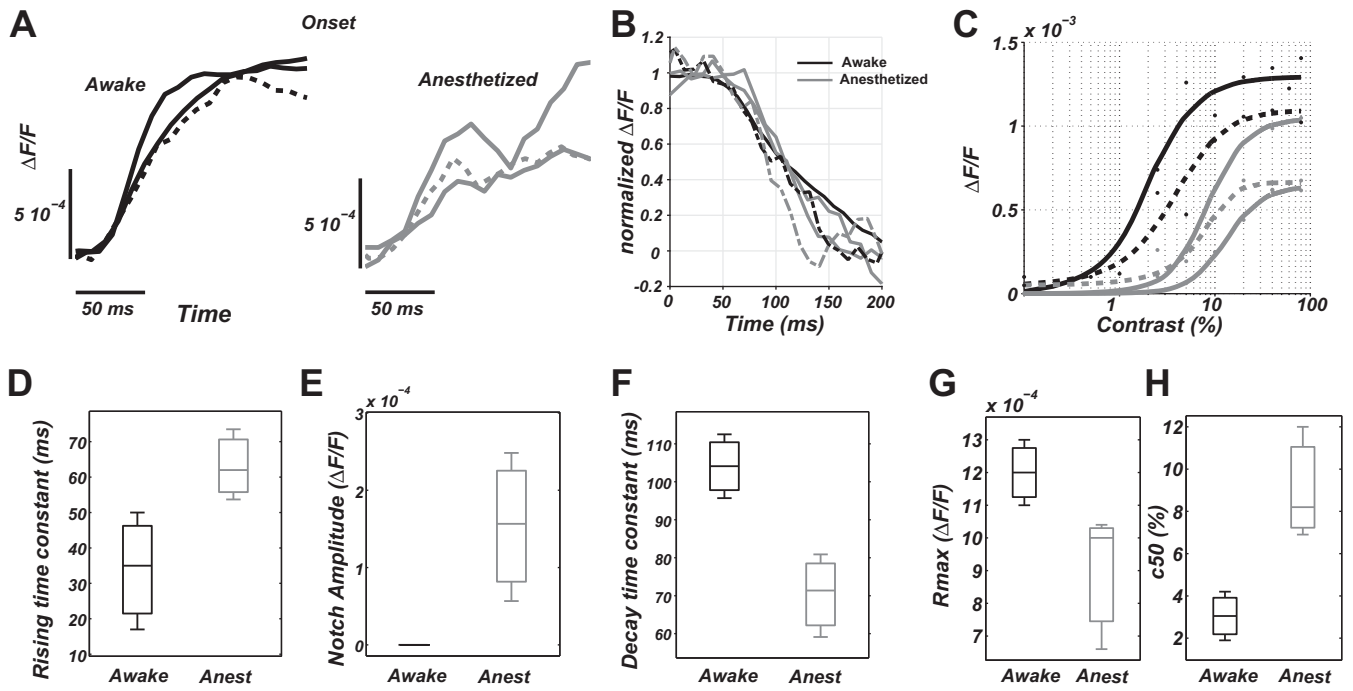 A
Onset
Awake
Anesthetized
ΔF/F
5 10⁻⁴
5 10⁻⁴
50 ms
50 ms
Time
B
1.2
1
0.8
0.6
0.4
0.2
0
-0.2
normalized ΔF/F
Awake
Anesthetized
0
50
100
150
200
Time (ms)
C
x 10⁻³
1.5
1
0.5
0
ΔF/F
1
10
100
Contrast (%)
D
70
60
50
40
30
20
10
Rising time constant (ms)
Awake
Anest
E
x 10⁻⁴
3
2
1
0
Notch Amplitude (ΔF/F)
Awake
Anest
F
110
100
90
80
70
60
Decay time constant (ms)
Awake
Anest
G
x 10⁻⁴
13
12
11
10
9
8
7
Rmax (ΔF/F)
Awake
Anest
H
12
10
8
6
4
2
c50 (%)
Awake
Anest